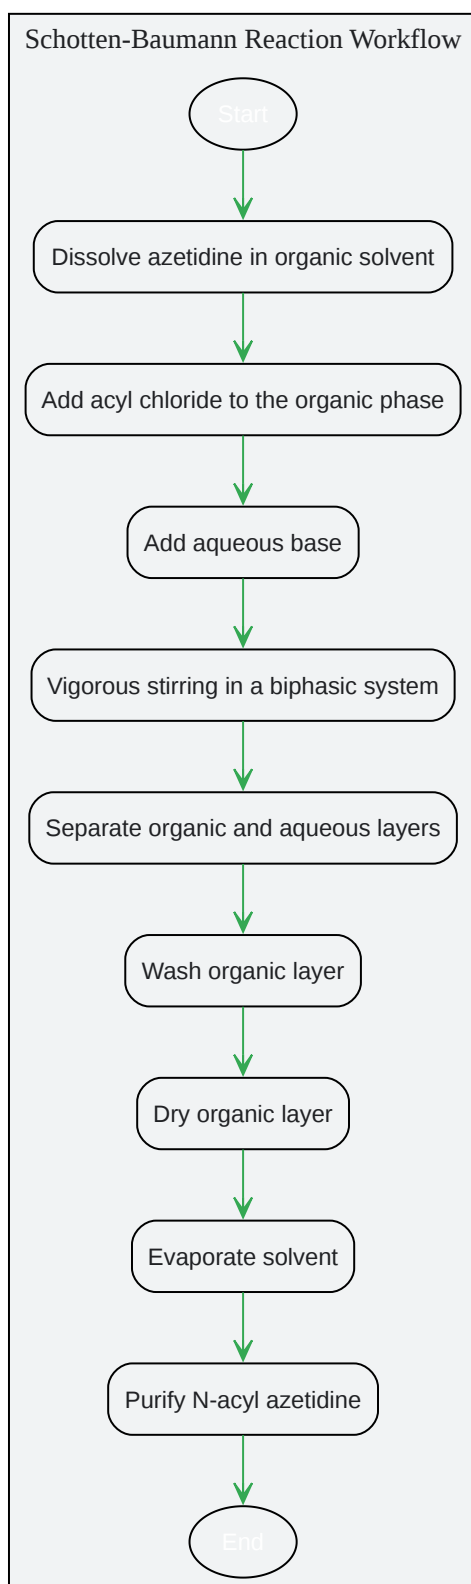 Schotten-Baumann Reaction Workflow
Start
Dissolve azetidine in organic solvent
Add acyl chloride to the organic phase
Add aqueous base
Vigorous stirring in a biphasic system
Separate organic and aqueous layers
Wash organic layer
Dry organic layer
Evaporate solvent
Purify N-acyl azetidine
End